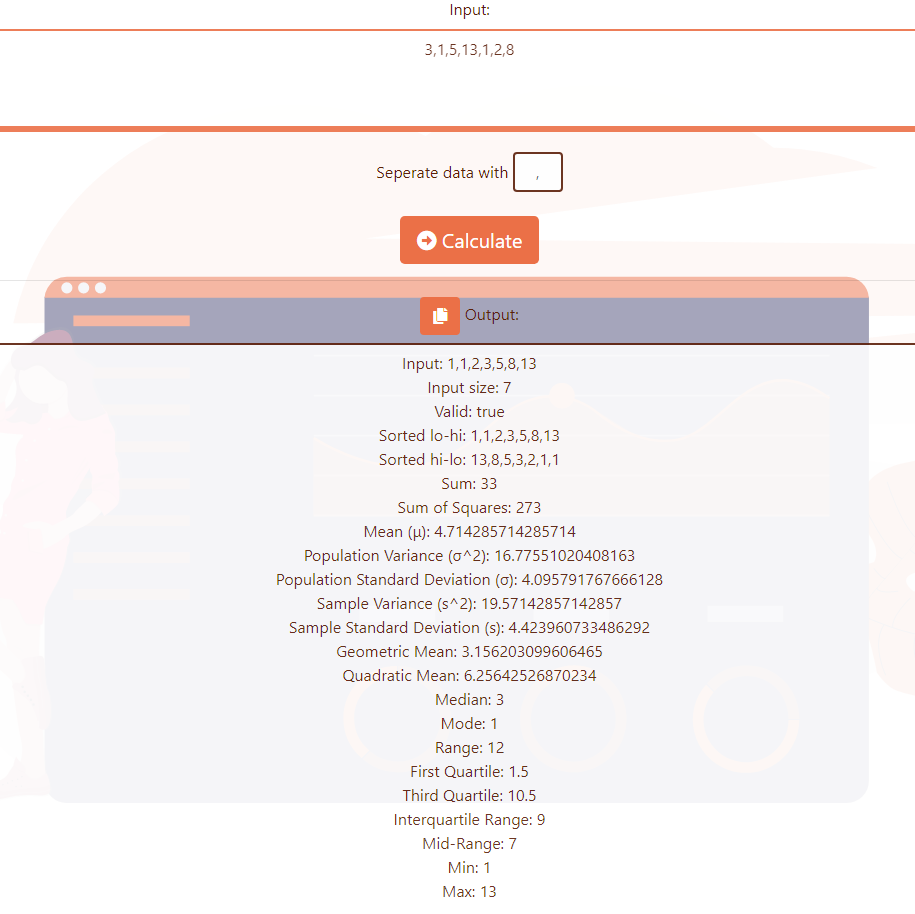 Input:
3,1,5,13,1,2,8
Seperate data with ,
Calculate
Output:
Input: 1,1,2,3,5,8,13
Input size: 7
Valid: true
Sorted lo-hi: 1,1,2,3,5,8,13
Sorted hi-lo: 13,8,5,3,2,1,1
Sum: 33
Sum of Squares: 273
Mean (μ): 4.714285714285714
Population Variance (σ^2): 16.77551020408163
Population Standard Deviation (σ): 4.095791767666128
Sample Variance (s^2): 19.57142857142857
Sample Standard Deviation (s): 4.423960733486292
Geometric Mean: 3.156203099606465
Quadratic Mean: 6.25642526870234
Median: 3
Mode: 1
Range: 12
First Quartile: 1.5
Third Quartile: 10.5
Interquartile Range: 9
Mid-Range: 7
Min: 1
Max: 13